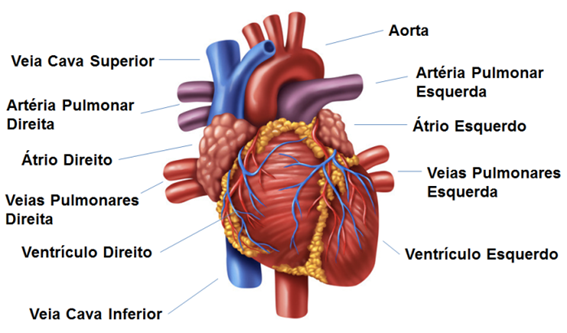 Veia Cava Superior
Artéria Pulmonar
Direita
Átrio Direito
Veias Pulmonares
Direita
Ventrículo Direito
Veia Cava Inferior
Aorta
Artéria Pulmonar
Esquerda
Átrio Esquerdo
Veias Pulmonares
Esquerda
Ventrículo Esquerdo